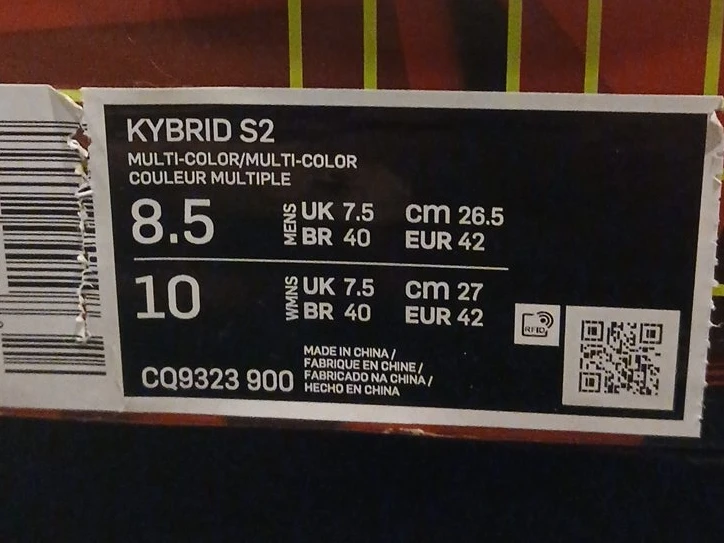 KYBRID S2
MULTI-COLOR/MULTI-COLOR
COULEUR MULTIPLE
8.5 MENS UK 7.5 cm 26.5
BR 40 EUR 42
10 WMNS UK 7.5 cm 27
BR 40 EUR 42
RFID
CQ9323 900
MADE IN CHINA /
FABRIQUE EN CHINE /
FABRICADO NA CHINA /
HECHO EN CHINA